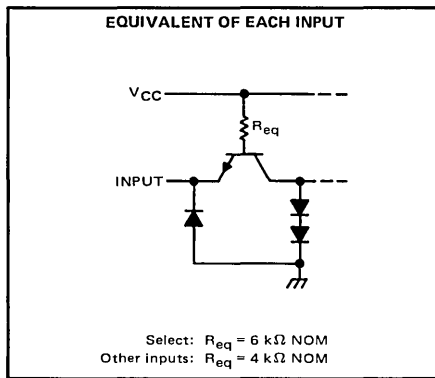 EQUIVALENT OF EACH INPUT
VCC
Req
INPUT
Select: Req = 6 kΩ NOM
Other inputs: Req = 4 kΩ NOM